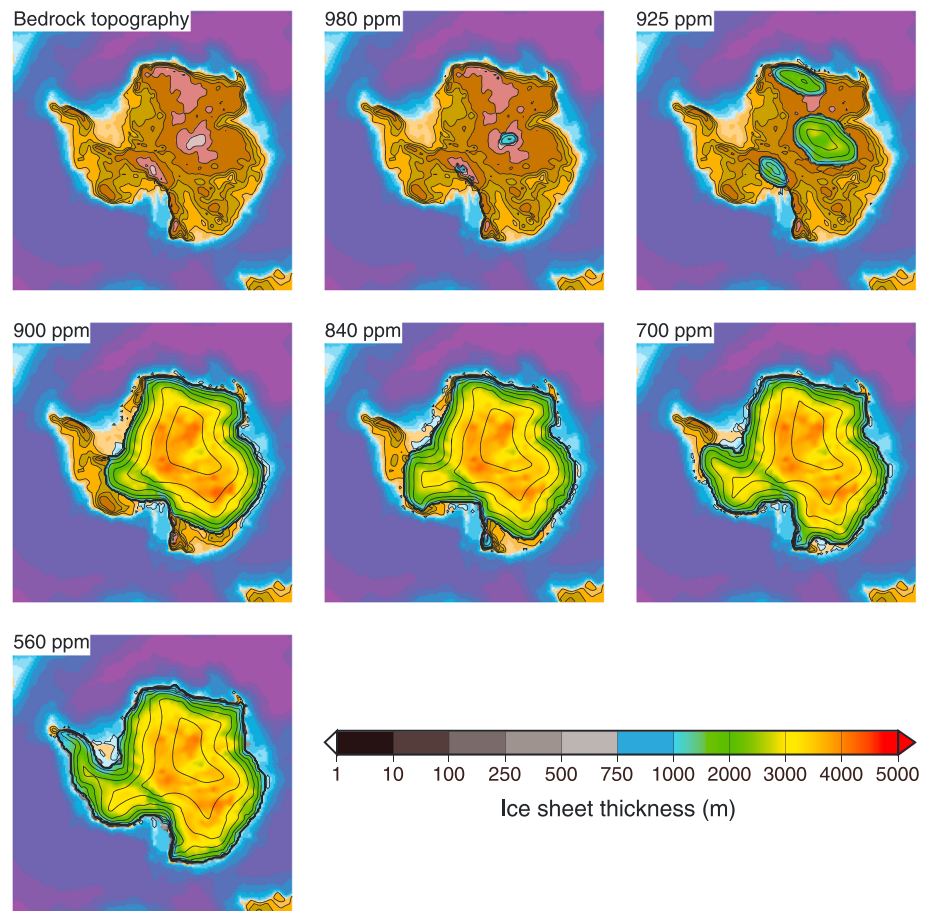 Bedrock topography
980 ppm
925 ppm
900 ppm
840 ppm
700 ppm
560 ppm
1 10 100 250 500 750 1000 2000 3000 4000 5000
Ice sheet thickness (m)